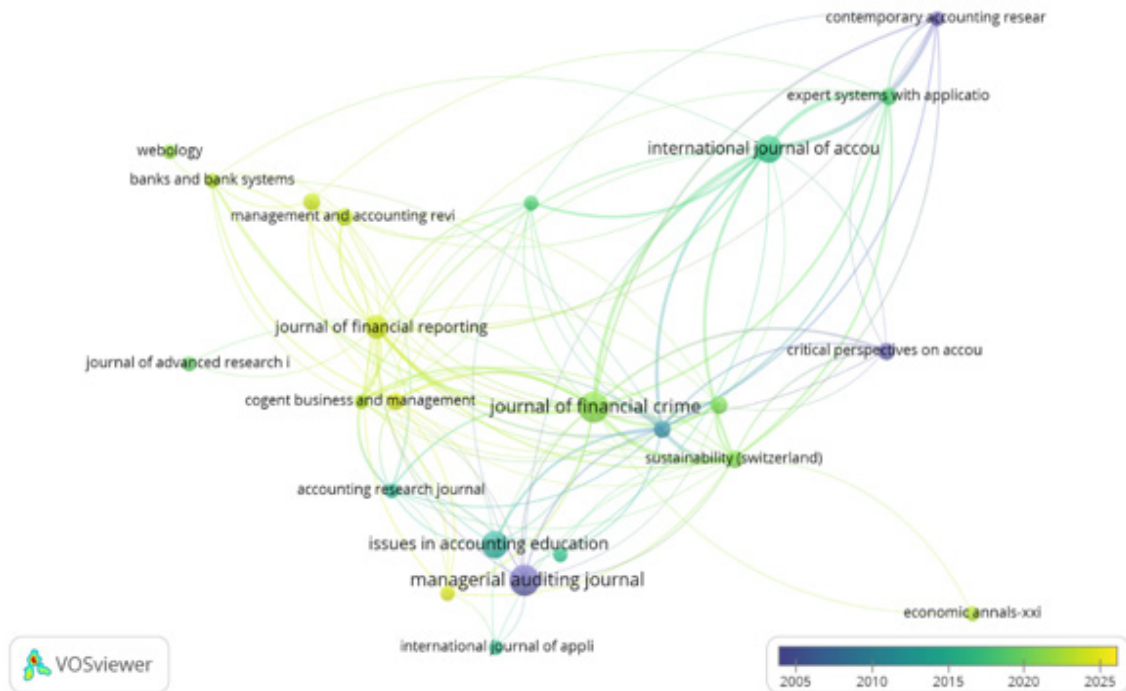 contemporary accounting resear
expert systems with applicatio
international journal of accou
webology
banks and bank systems
management and accounting revi
journal of financial reporting
critical perspectives on accou
journal of advanced research i
cogent business and management
journal of financial crime
sustainability (switzerland)
accounting research journal
issues in accounting education
managerial auditing journal
economic annals-xxi
international journal of appli
VOSviewer
2005 2010 2015 2020 2025